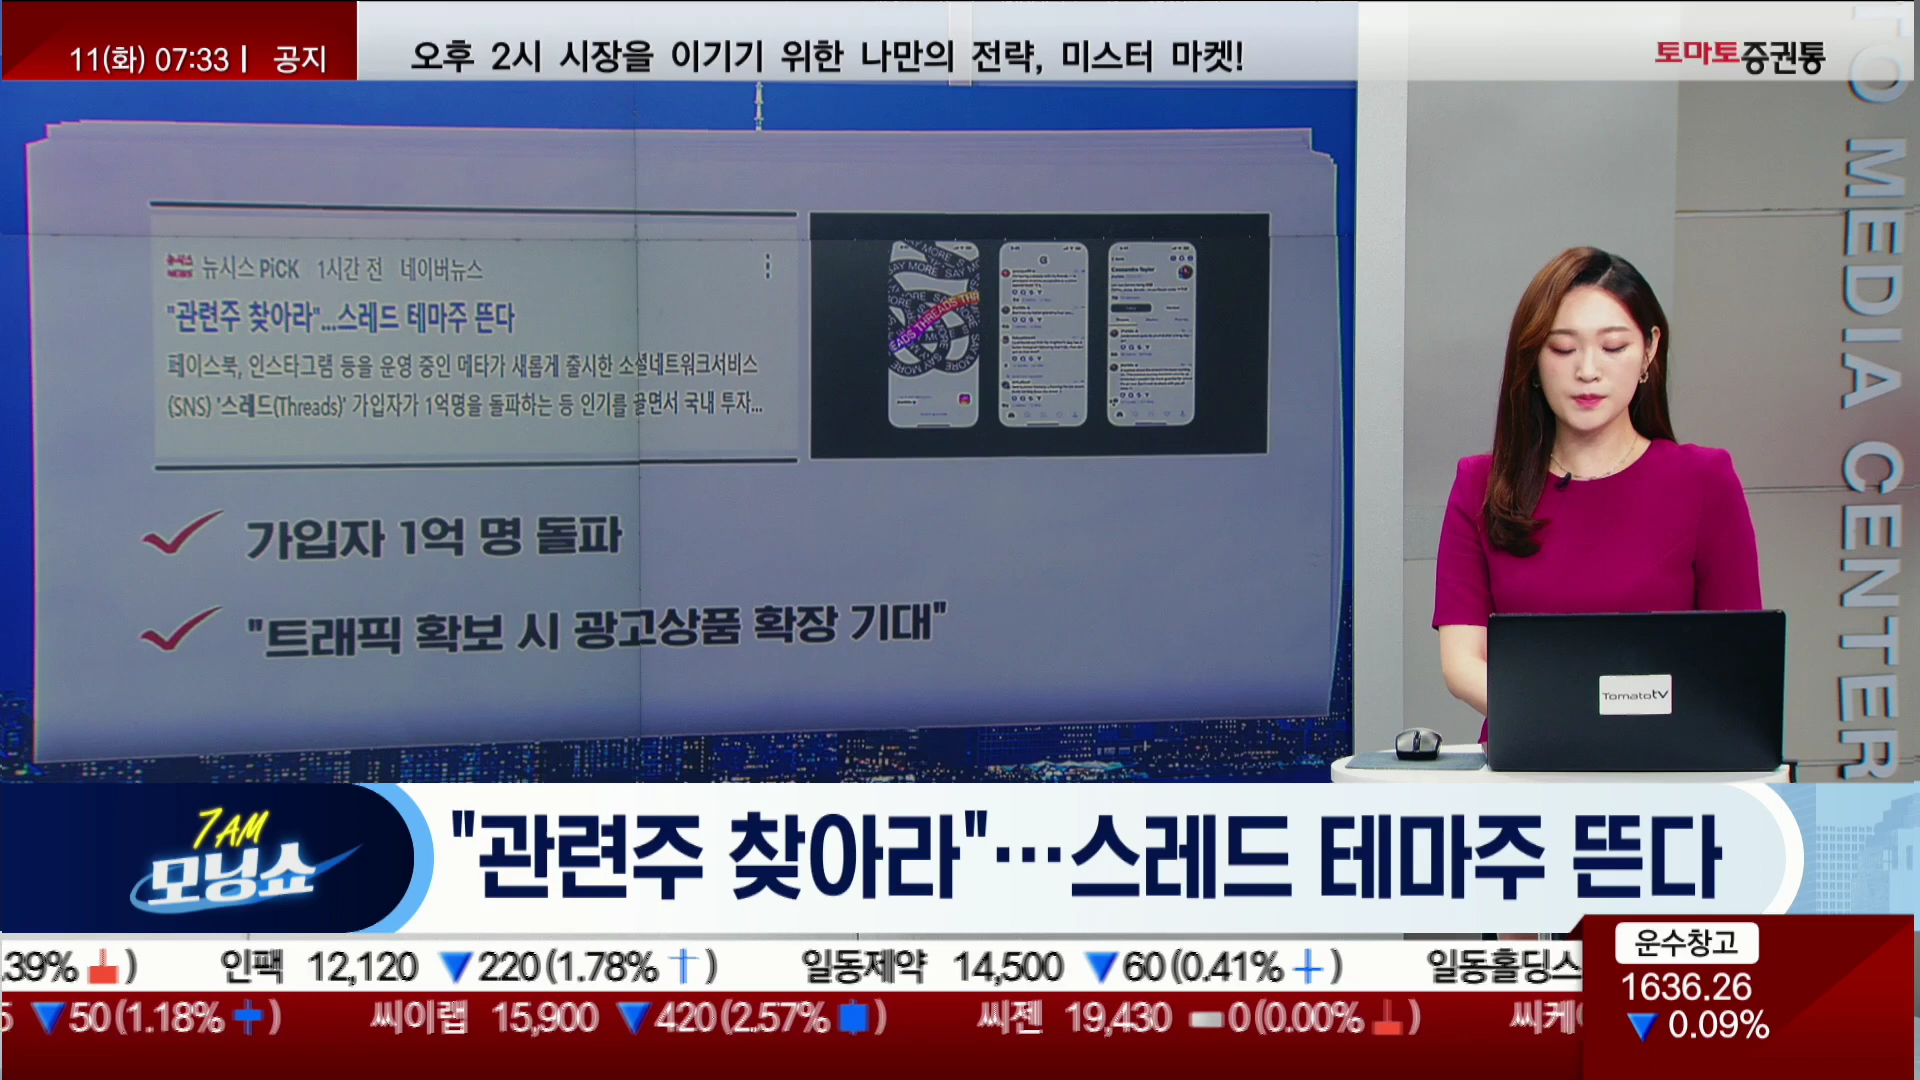 11(화) 07:33 | 공지
오후 2시 시장을 이기기 위한 나만의 전략, 미스터 마켓!
토마토증권통
TO MEDIA CENTER
뉴시스 PiCK 1시간 전 네이버뉴스
"관련주 찾아라"...스레드 테마주 뜬다
페이스북, 인스타그램 등을 운영 중인 메타가 새롭게 출시한 소셜네트워크서비스
(SNS) '스레드(Threads)' 가입자가 1억명을 돌파하는 등 인기를 끌면서 국내 투자...
가입자 1억 명 돌파
"트래픽 확보 시 광고상품 확장 기대"
Tomatotv
7AM
모닝쇼
"관련주 찾아라"…스레드 테마주 뜬다
.39% )
인팩 12,120 ▼220(1.78% )
일동제약 14,500 ▼60(0.41% )
일동홀딩스
5 ▼50(1.18% )
씨이랩 15,900 ▼420(2.57% )
씨젠 19,430 0(0.00% )
운수창고
1636.26
▼ 0.09%